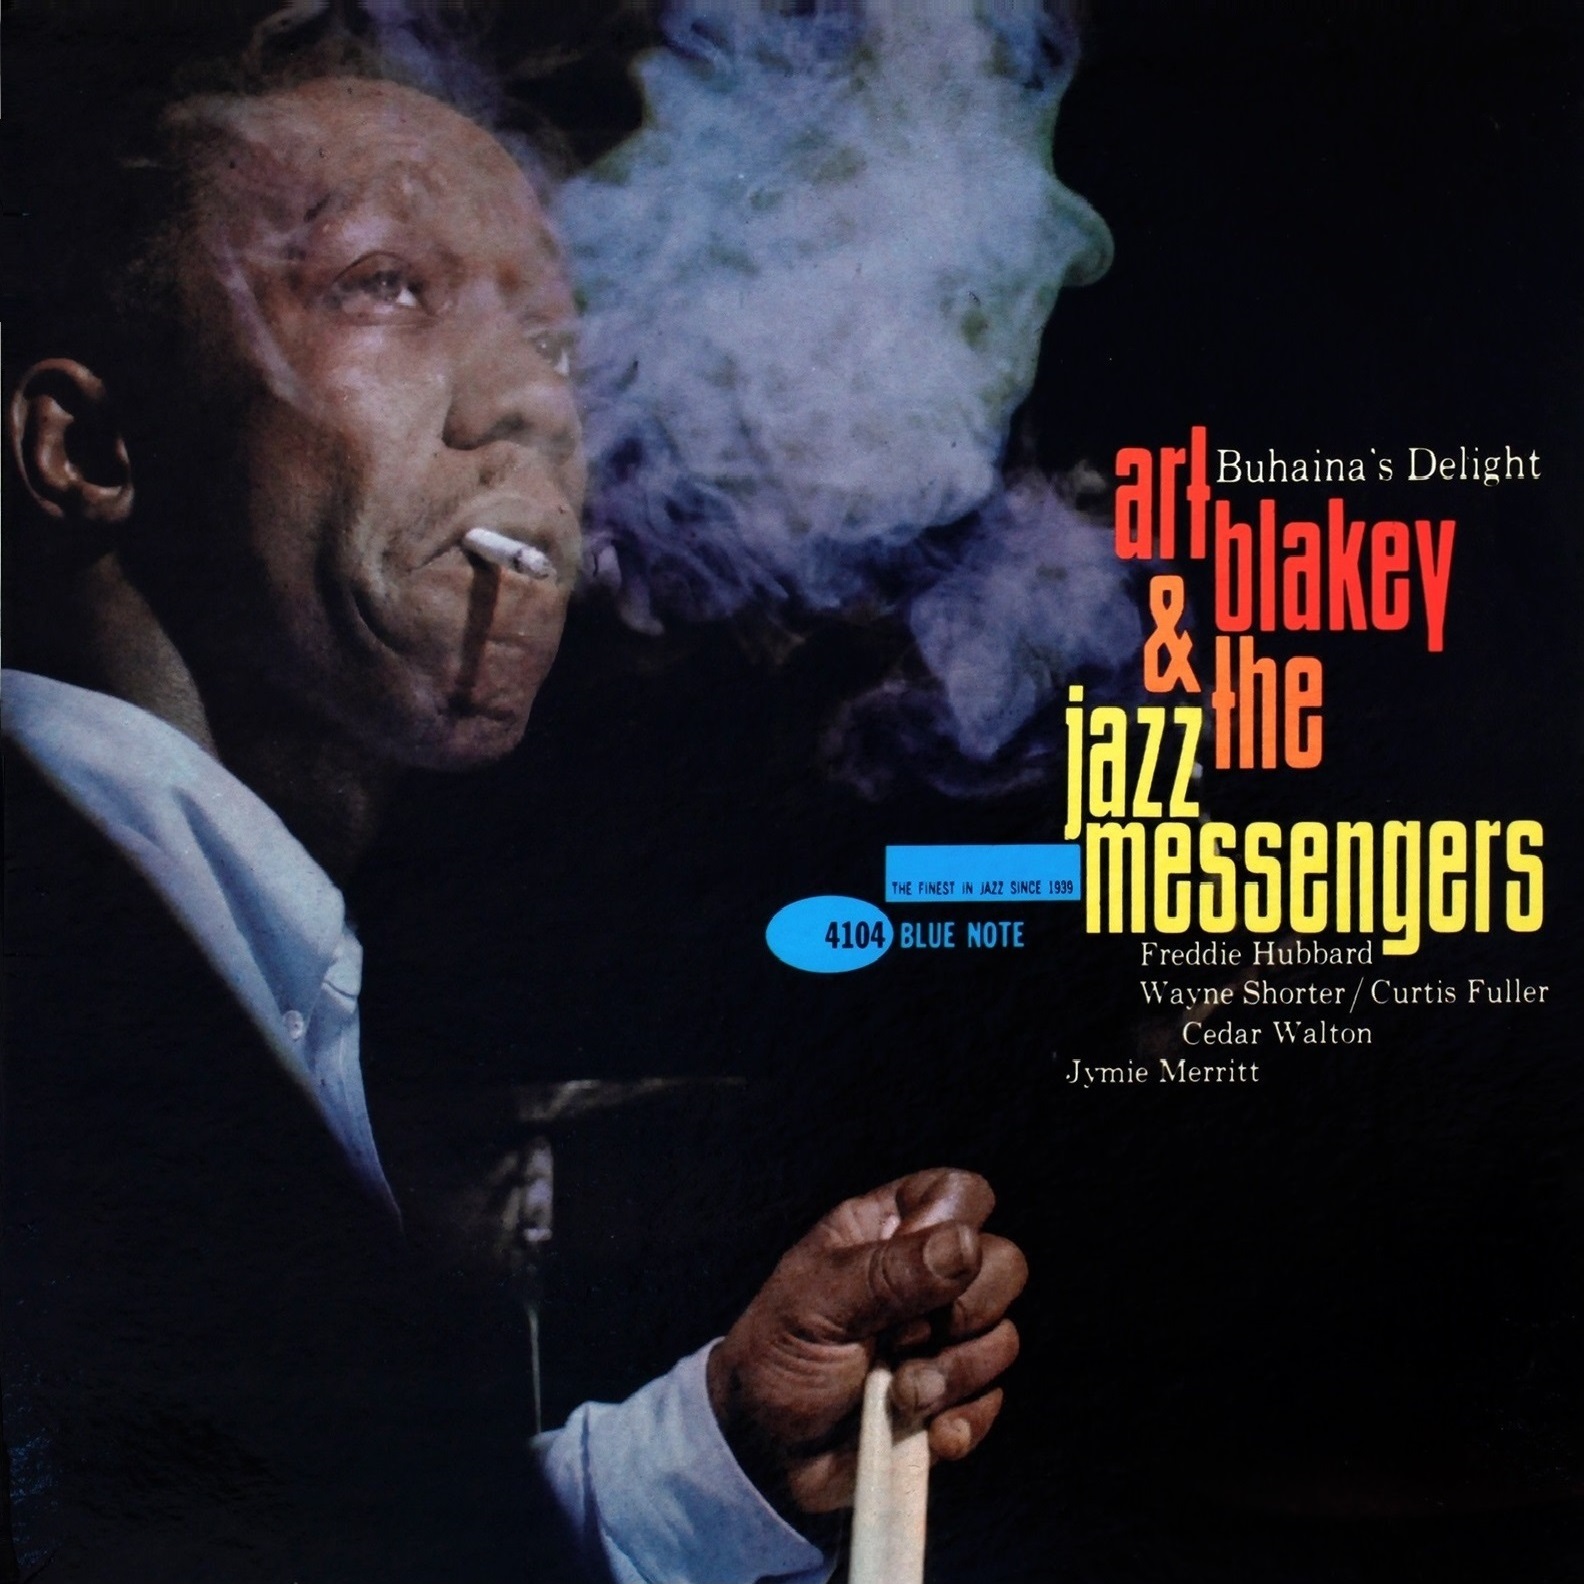 Buhaina's Delight
art
blakey
& the
jazz
messengers
THE FINEST IN JAZZ SINCE 1939
4104 BLUE NOTE
Freddie Hubbard
Wayne Shorter/Curtis Fuller
Cedar Walton
Jymie Merritt